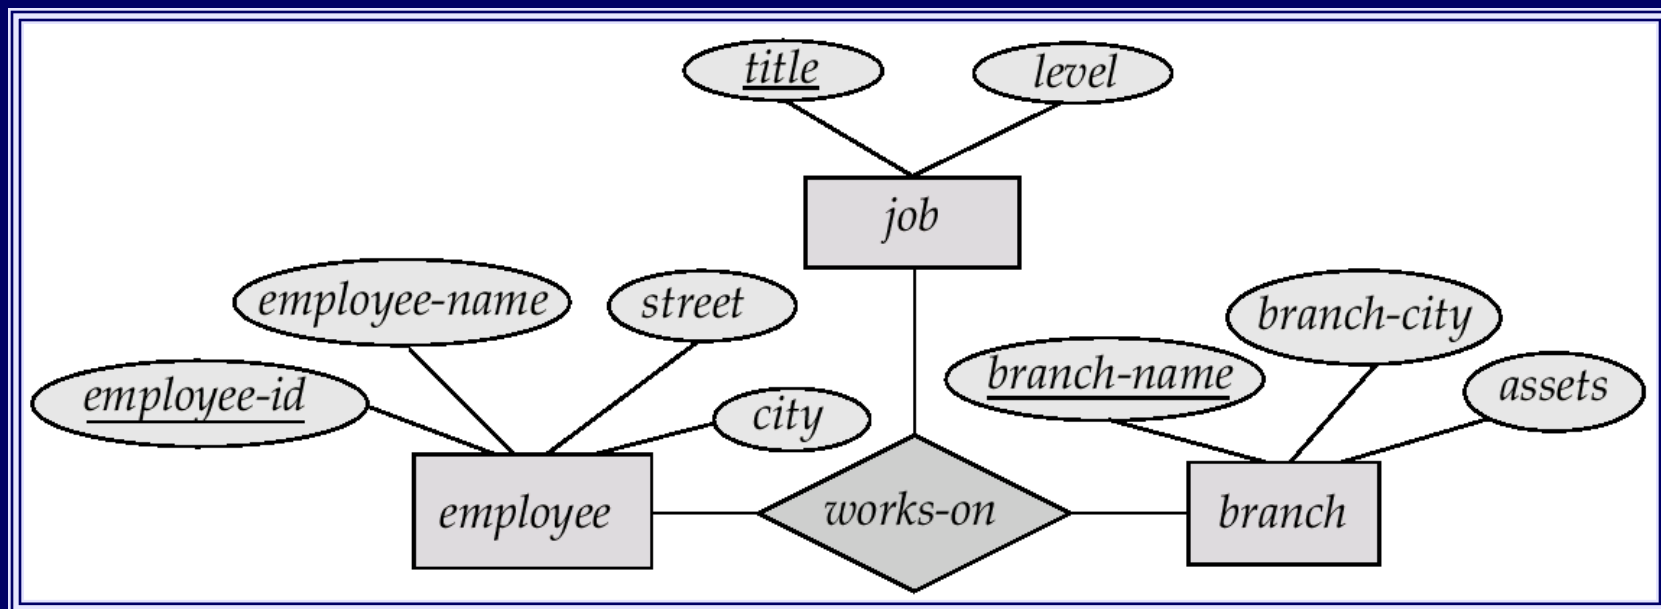 title
level
job
employee-name
street
branch-city
employee-id
city
branch-name
assets
employee
works-on
branch